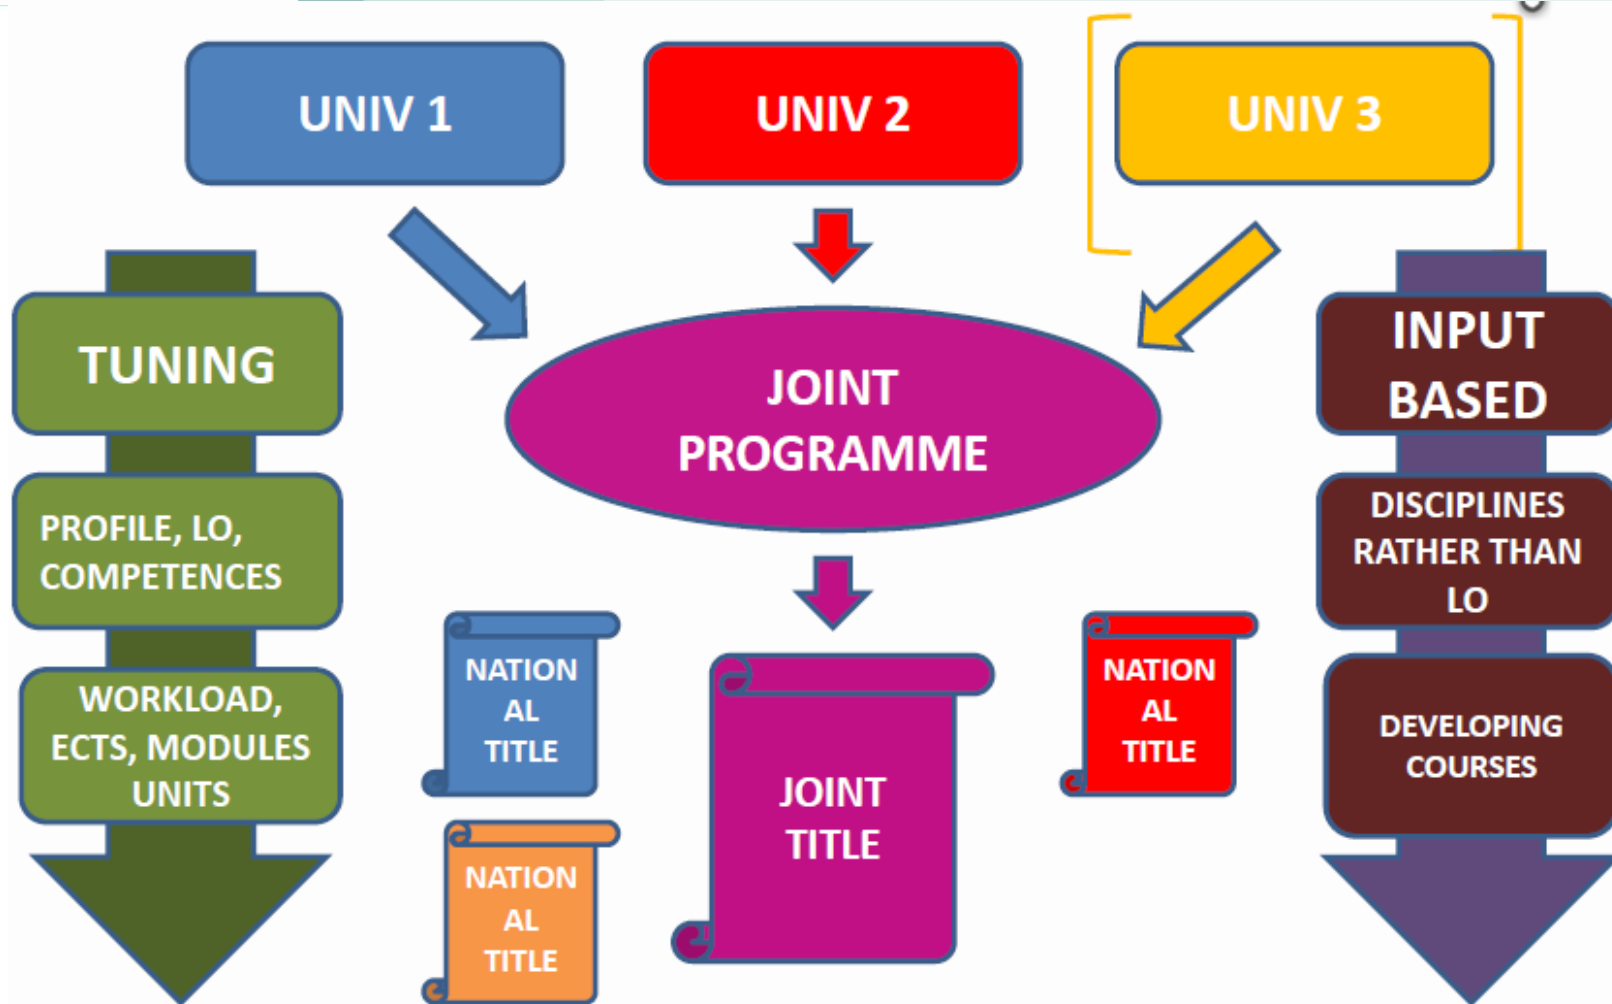 UNIV 1
UNIV 2
UNIV 3
TUNING
PROFILE, LO,
COMPETENCES
WORKLOAD,
ECTS, MODULES
UNITS
JOINT
PROGRAMME
NATION
AL
TITLE
NATION
AL
TITLE
JOINT
TITLE
NATION
AL
TITLE
INPUT
BASED
DISCIPLINES
RATHER THAN
LO
DEVELOPING
COURSES